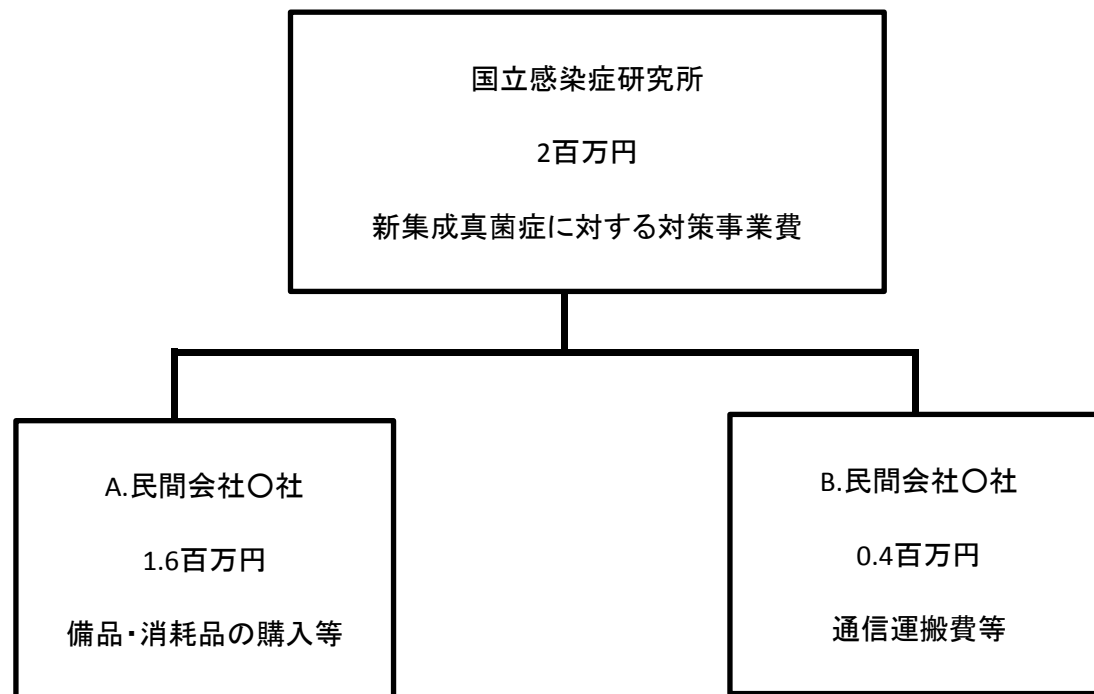 国立感染症研究所
2百万円
新集成真菌症に対する対策事業費
A.民間会社〇社
1.6百万円
備品・消耗品の購入等
B.民間会社〇社
0.4百万円
通信運搬費等